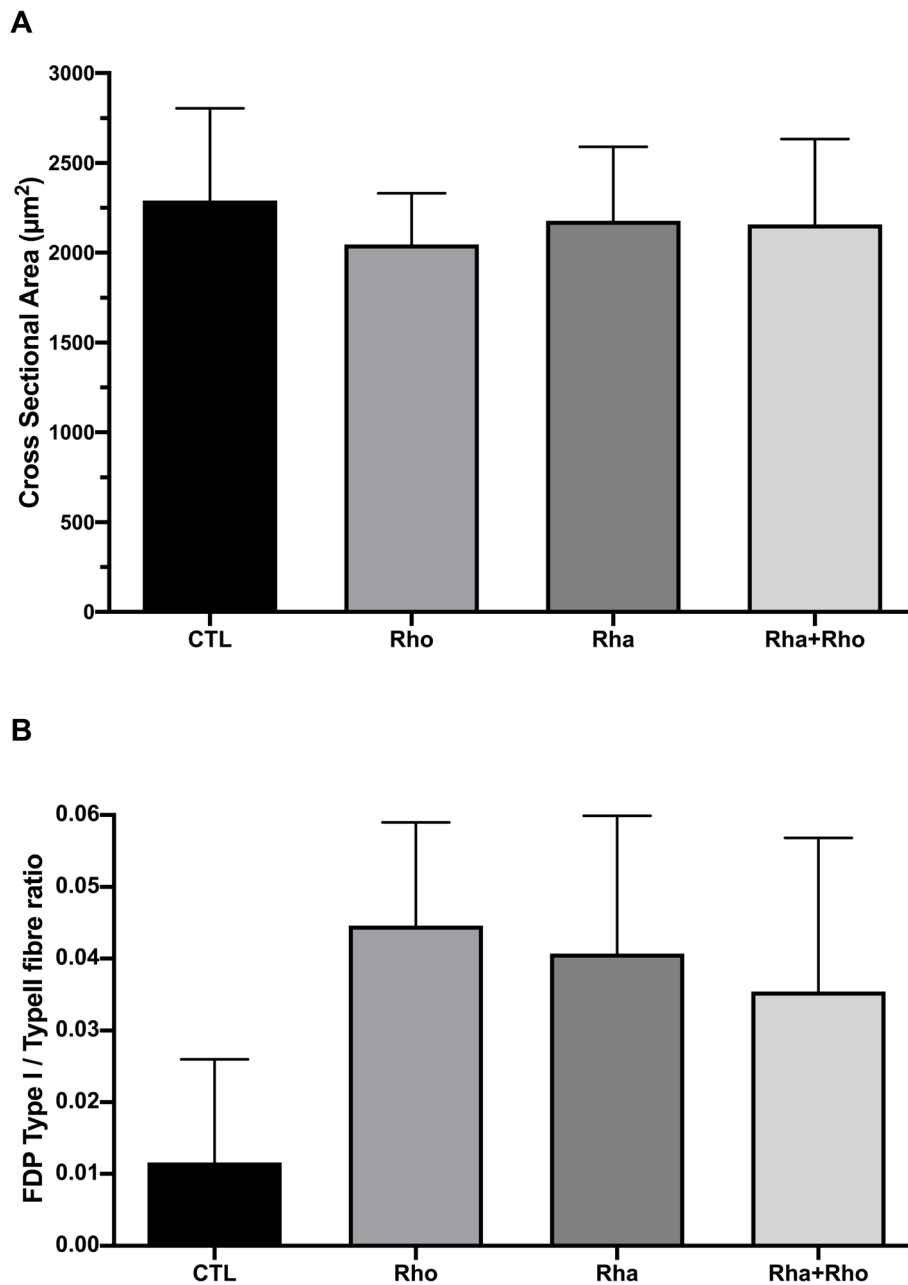 A
Cross Sectional Area (µm²)
3000
2500
2000
1500
1000
500
0
CTL
Rho
Rha
Rha+Rho
B
FDP Type I / TypeII fibre ratio
0.06
0.05
0.04
0.03
0.02
0.01
0.00
CTL
Rho
Rha
Rha+Rho